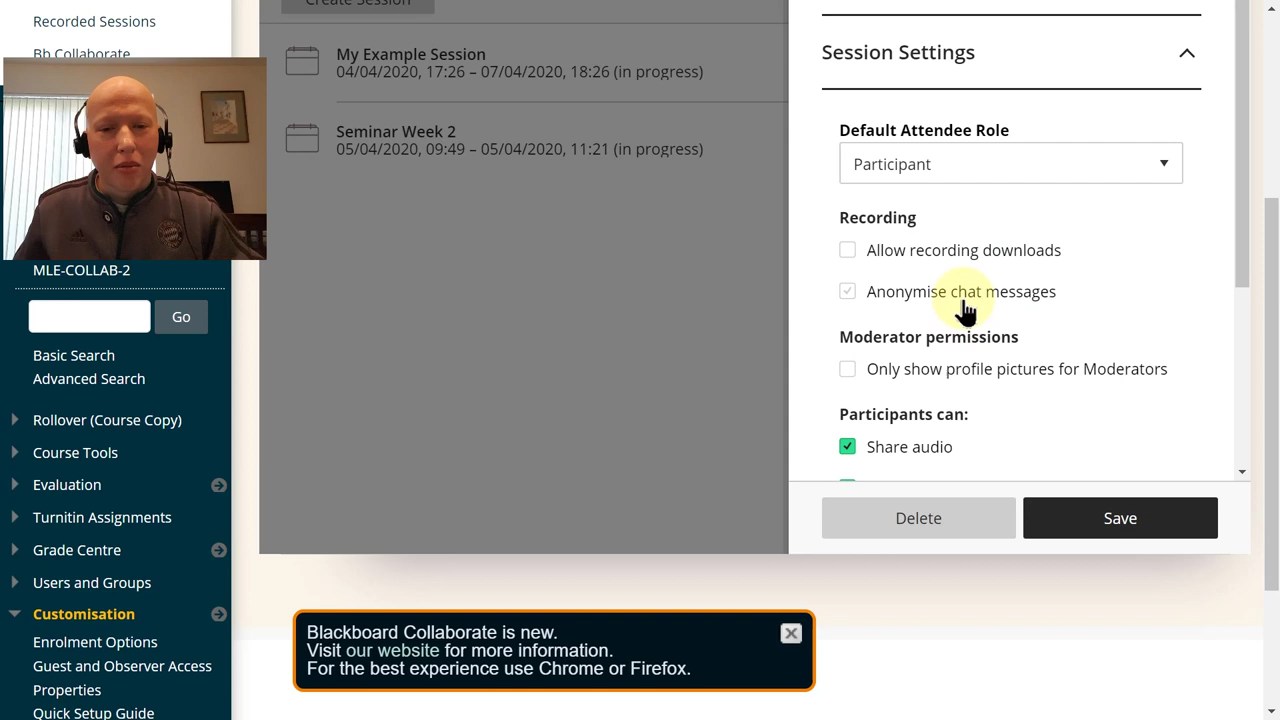 Recorded Sessions
Bb Collaborate
MLE-COLLAB-2
Go
Basic Search
Advanced Search
Rollover (Course Copy)
Course Tools
Evaluation
Turnitin Assignments
Grade Centre
Users and Groups
Customisation
Enrolment Options
Guest and Observer Access
Properties
Quick Setup Guide
Create Session
My Example Session
04/04/2020, 17:26 – 07/04/2020, 18:26 (in progress)
Seminar Week 2
05/04/2020, 09:49 – 05/04/2020, 11:21 (in progress)
Session Settings
Default Attendee Role
Participant
Recording
Allow recording downloads
Anonymise chat messages
Moderator permissions
Only show profile pictures for Moderators
Participants can:
Share audio
Delete
Save
Blackboard Collaborate is new.
Visit our website for more information.
For the best experience use Chrome or Firefox.